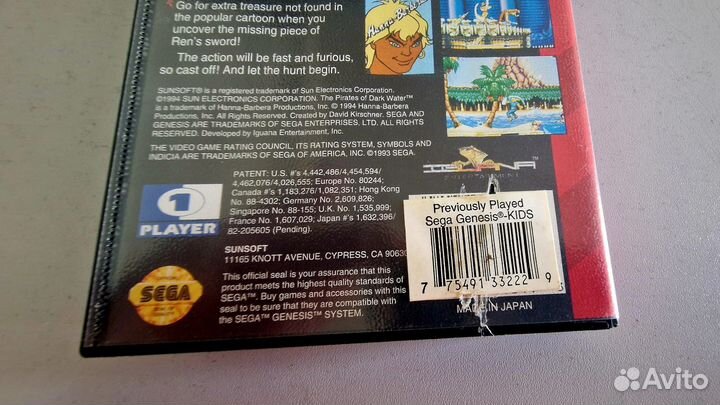 Go for extra treasure not found in
the popular cartoon when you
uncover the missing piece of
Ren's sword!
The action will be fast and furious,
so cast off! And let the hunt begin.
Hanna-Barbera
SUNSOFT® is a registered trademark of Sun Electronics Corporation.
©1994 SUN ELECTRONICS CORPORATION. The Pirates of Dark Water™
is a trademark of Hanna-Barbera Productions, Inc. © 1994 Hanna-Barbera
Productions, Inc. All Rights Reserved. Created by David Kirschner. SEGA AND
GENESIS ARE TRADEMARKS OF SEGA ENTERPRISES, LTD. ALL RIGHTS
RESERVED. Developed by Iguana Entertainment, Inc.
THE VIDEO GAME RATING COUNCIL, ITS RATING SYSTEM, SYMBOLS AND
INDICIA ARE TRADEMARKS OF SEGA OF AMERICA, INC. ©1993 SEGA.
IGUANA
ENTERTAINMENT
1
PLAYER
PATENT: U.S. #'s 4,442,486/4,454,594/
4,462,076/4,026,555; Europe No. 80244;
Canada #'s 1,183,276/1,082,351; Hong Kong
No. 88-4302; Germany No. 2,609,826;
Singapore No. 88-155; U.K. No. 1,535,999;
France No. 1,607,029; Japan #'s 1,632,396/
82-205605 (Pending).
SUNSOFT
11165 KNOTT AVENUE, CYPRESS, CA 90630
Previously Played
Sega Genesis®-KIDS
7 75491 33222 9
SEGA
This official seal is your assurance that this
product meets the highest quality standards of
SEGA™. Buy games and accessories with this
seal to be sure that they are compatible with
the SEGA™ GENESIS™ SYSTEM.
MADE IN JAPAN
Avito